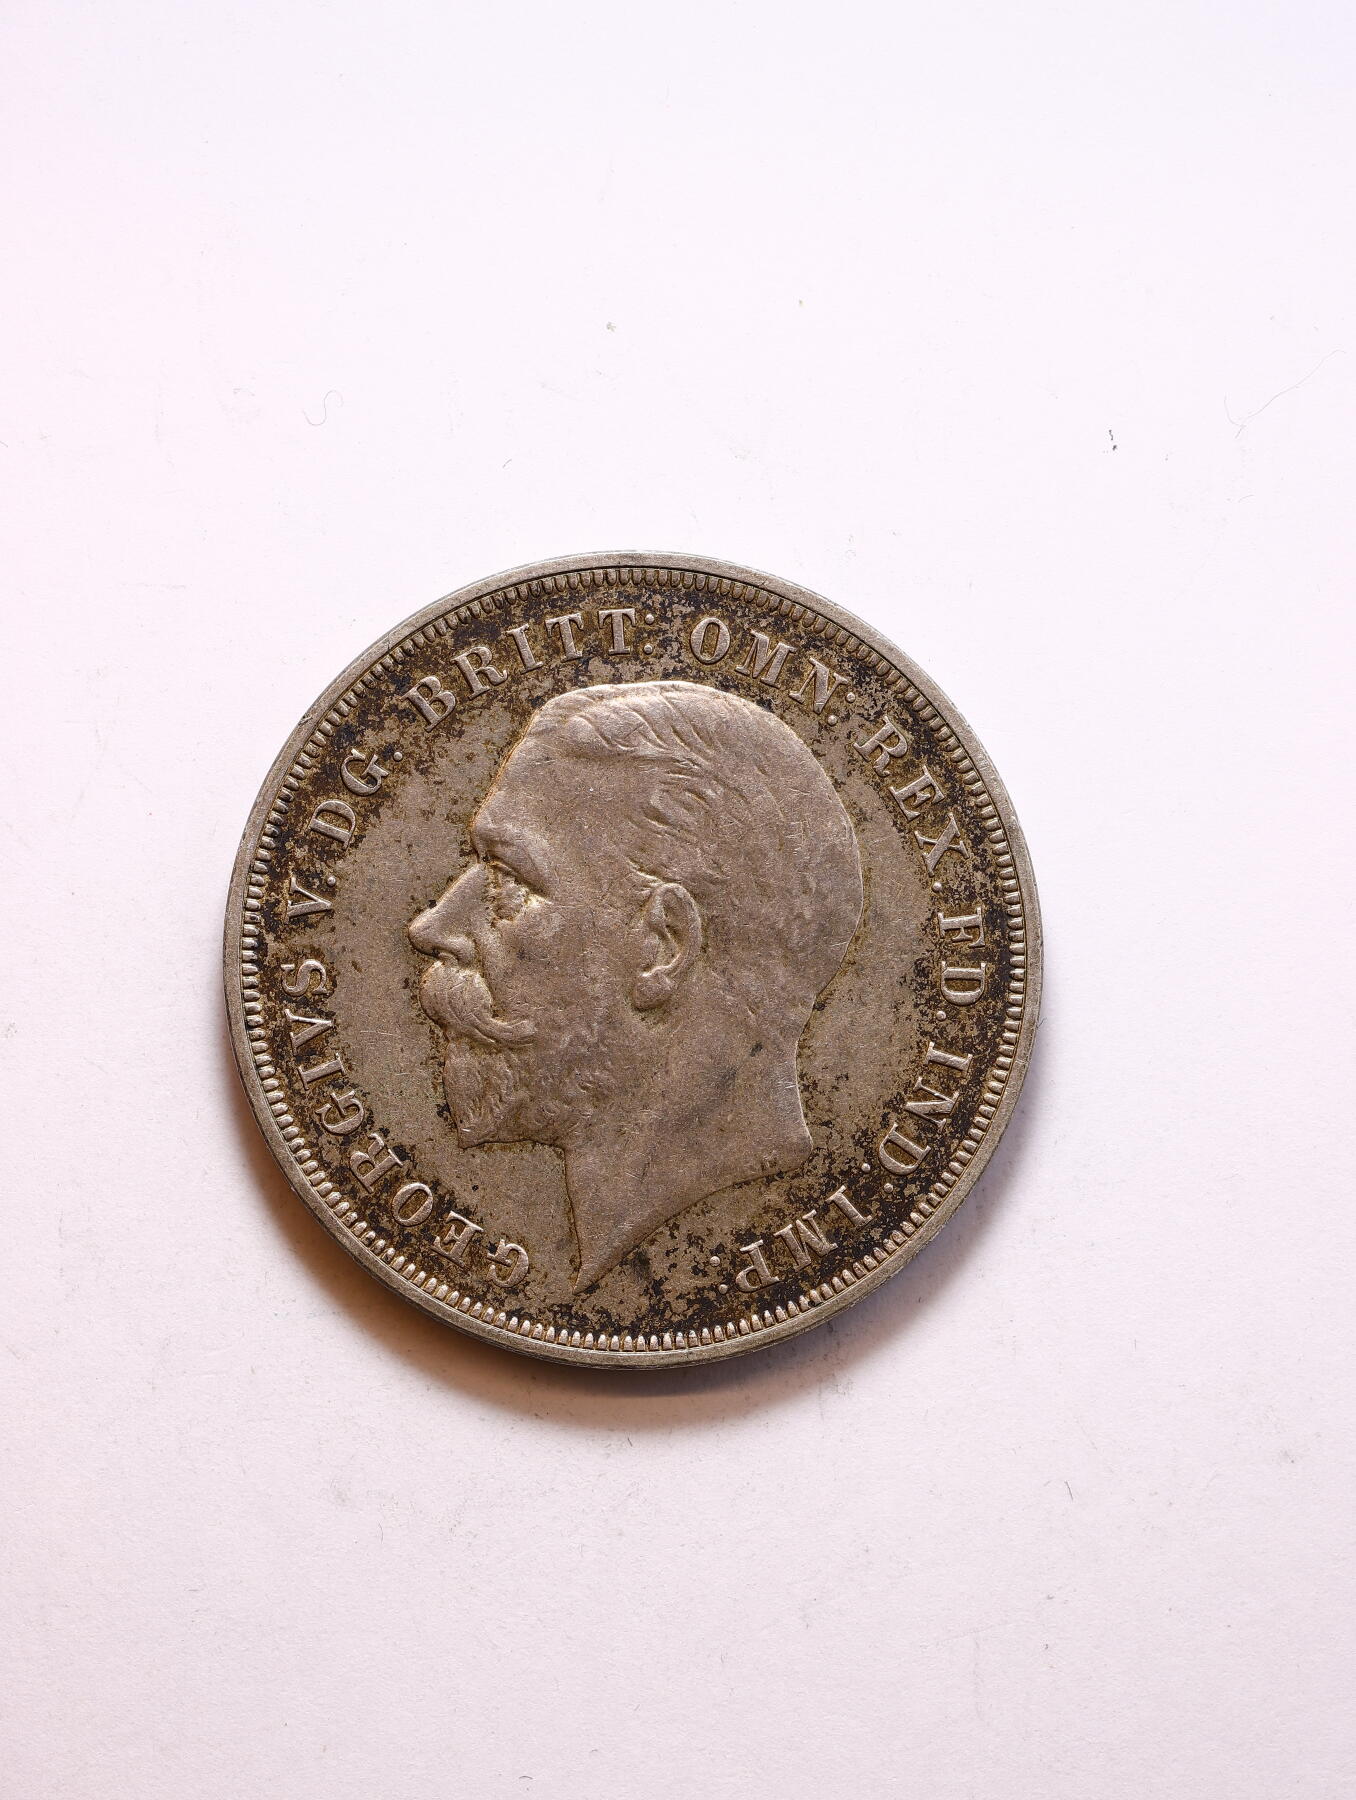 GEORGIVS V. DG. BRITT: OMN: REX. FD. IND: IMP: